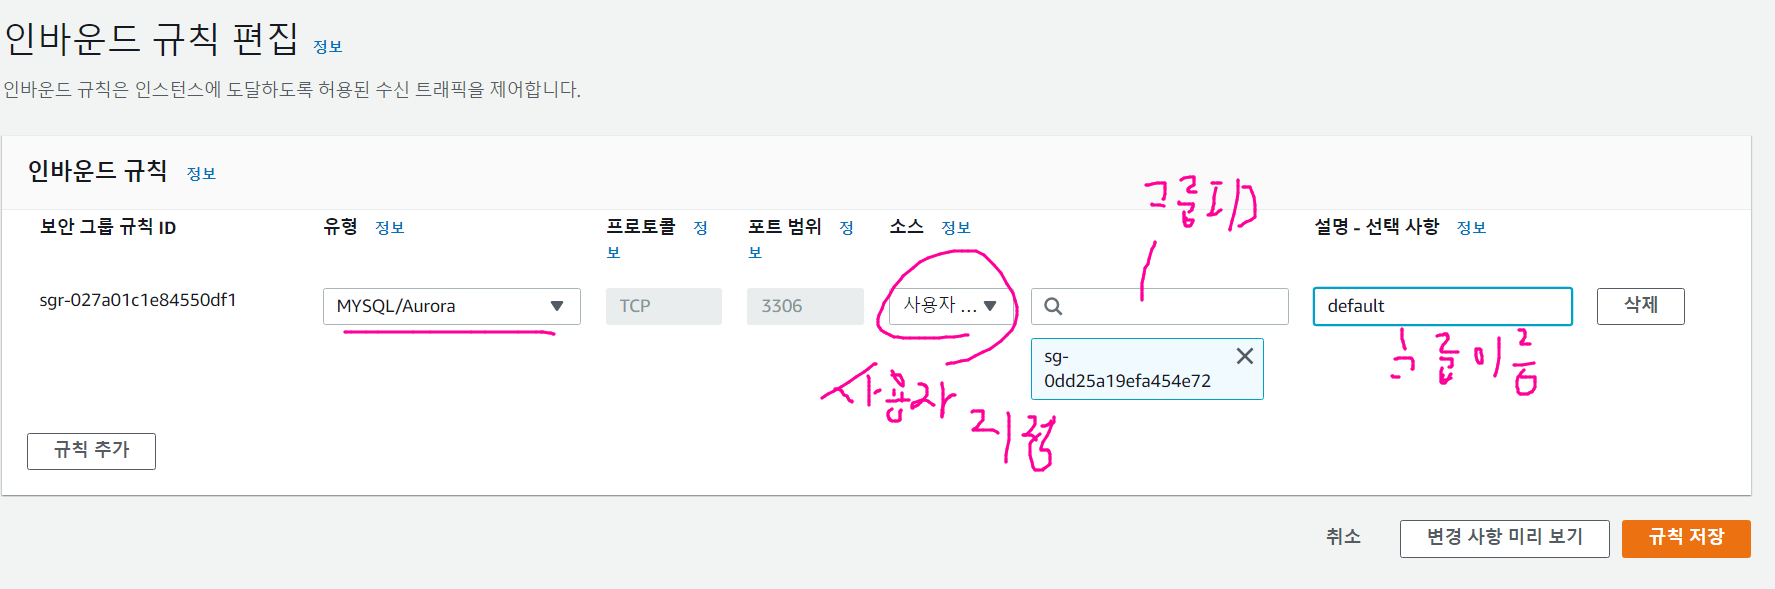 인바운드 규칙 편집 정보
인바운드 규칙은 인스턴스에 도달하도록 허용된 수신 트래픽을 제어합니다.
인바운드 규칙 정보
그룹ID
보안 그룹 규칙 ID 유형 정보 프로토콜 정보 포트 범위 정보 소스 정보 설명 - 선택 사항 정보
sgr-027a01c1e84550df1 MYSQL/Aurora TCP 3306 사용자 ... default 삭제
sg-
0dd25a19efa454e72
그룹이름
사용자
지정
규칙 추가
취소 변경 사항 미리 보기 규칙 저장